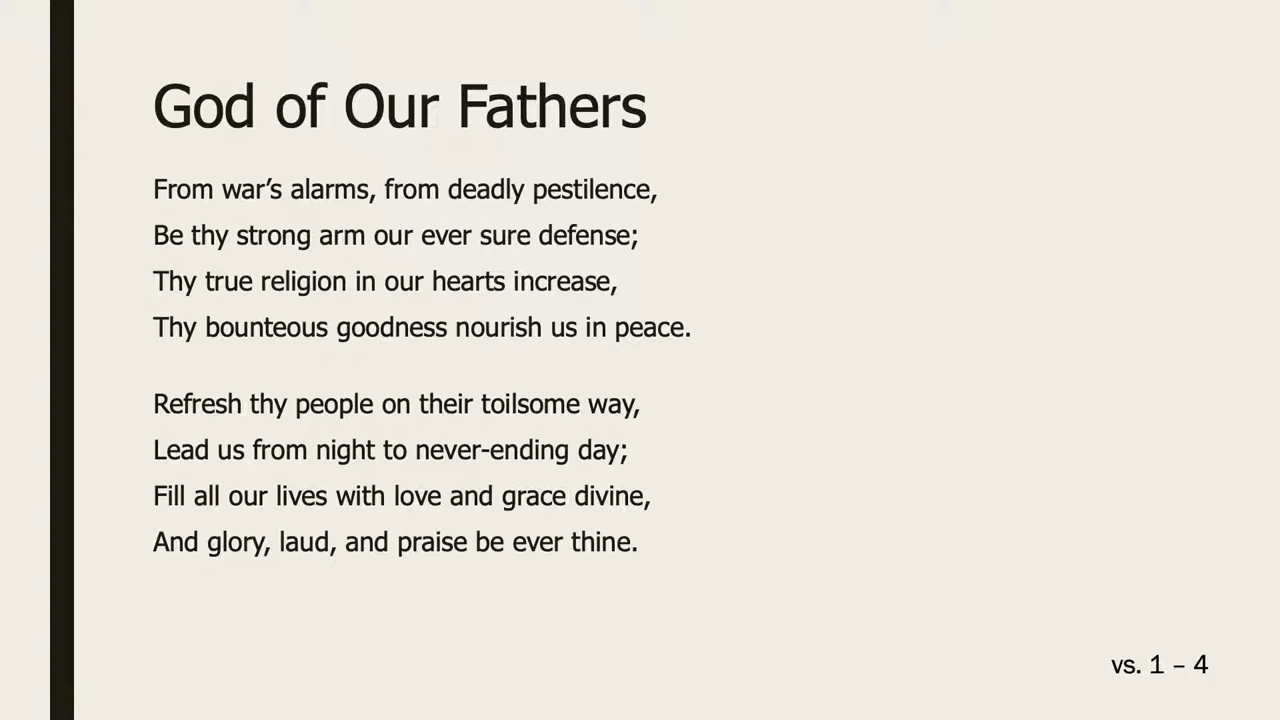 God of Our Fathers
From war’s alarms, from deadly pestilence,
Be thy strong arm our ever sure defense;
Thy true religion in our hearts increase,
Thy bounteous goodness nourish us in peace.
Refresh thy people on their toilsome way,
Lead us from night to never-ending day;
Fill all our lives with love and grace divine,
And glory, laud, and praise be ever thine.
vs. 1 – 4